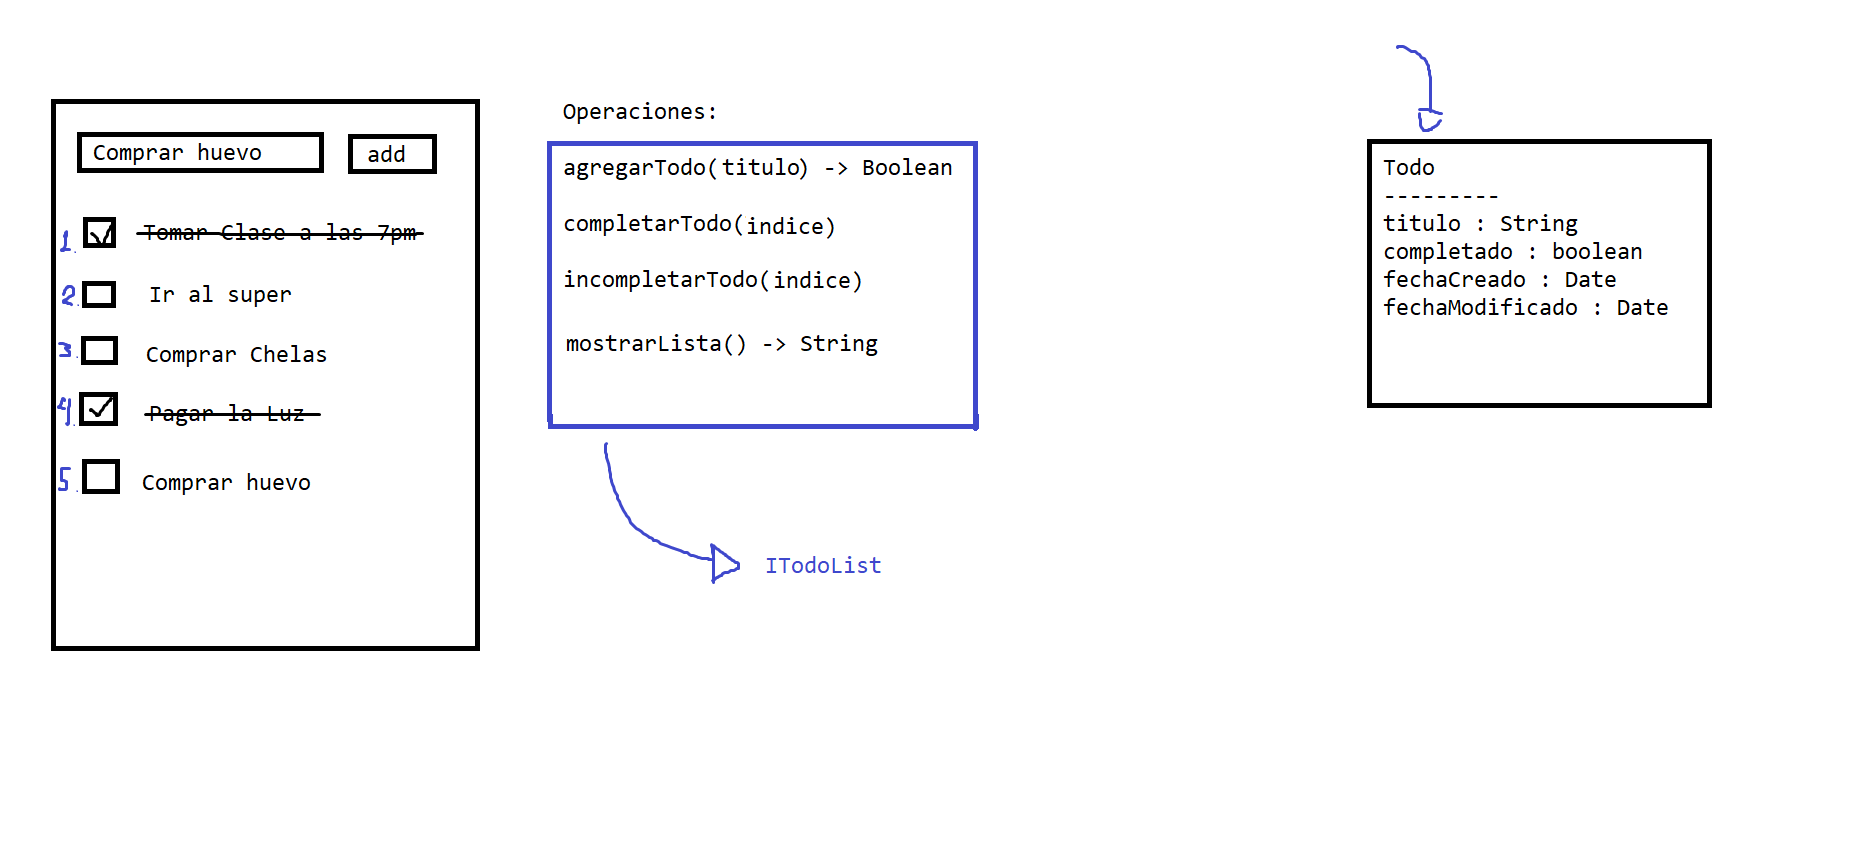 Comprar huevo
add
1. Tomar Clase a las 7pm
2. Ir al super
3. Comprar Chelas
4. Pagar la Luz
5. Comprar huevo
Operaciones:
agregarTodo(titulo) -> Boolean
completarTodo(indice)
incompletarTodo(indice)
mostrarLista() -> String
ITodoList
Todo
---------
titulo : String
completado : boolean
fechaCreado : Date
fechaModificado : Date